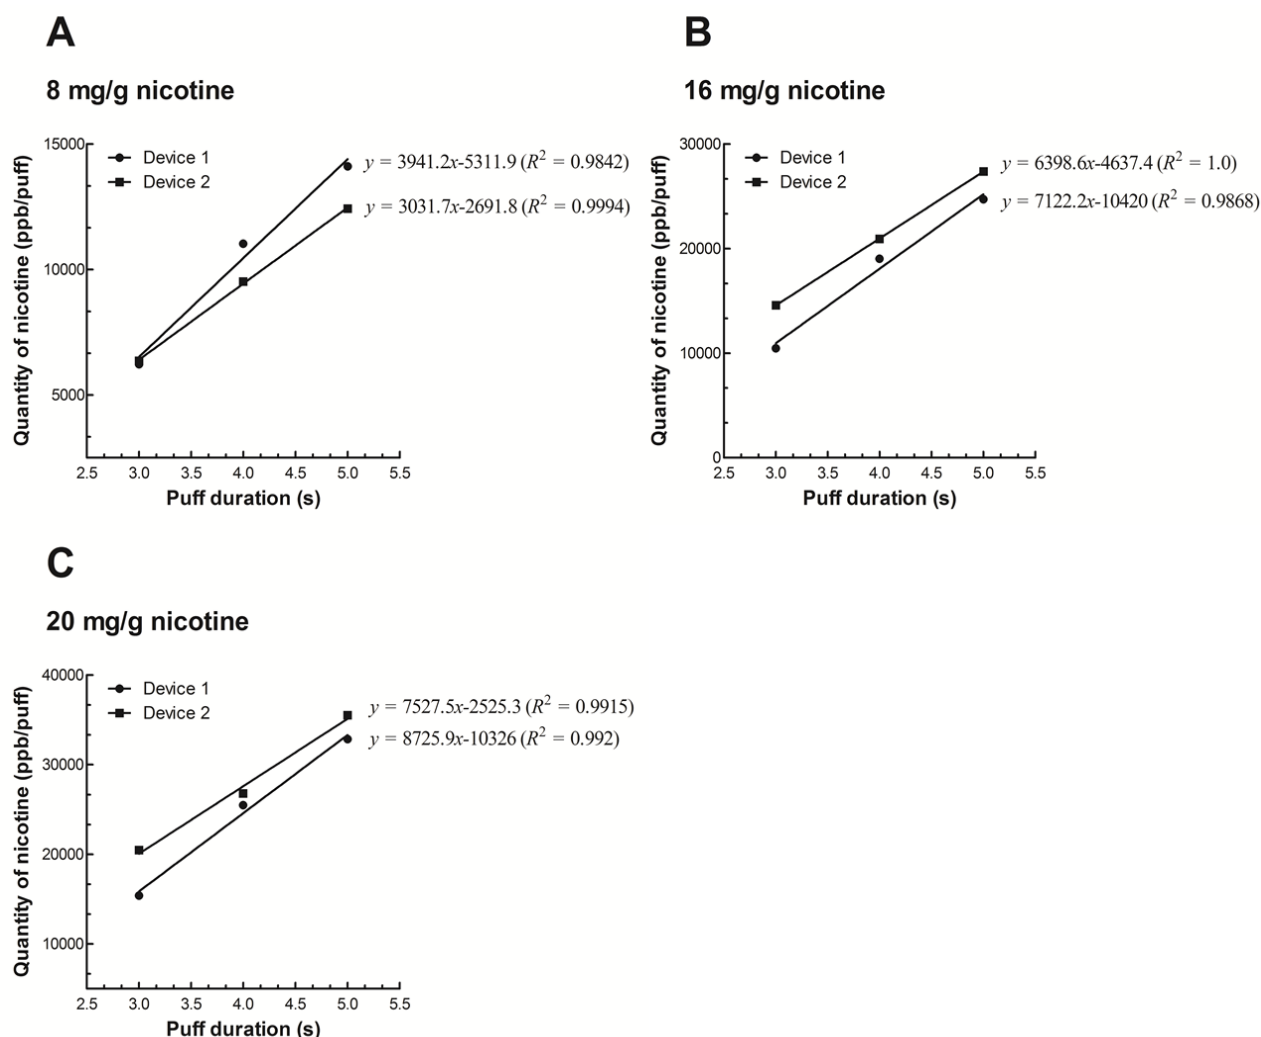 A
8 mg/g nicotine
Quantity of nicotine (ppb/puff)
15000
10000
5000
Device 1
Device 2
y = 3941.2x-5311.9 (R² = 0.9842)
y = 3031.7x-2691.8 (R² = 0.9994)
2.5 3.0 3.5 4.0 4.5 5.0 5.5
Puff duration (s)
B
16 mg/g nicotine
Quantity of nicotine (ppb/puff)
30000
20000
10000
0
Device 1
Device 2
y = 6398.6x-4637.4 (R² = 1.0)
y = 7122.2x-10420 (R² = 0.9868)
2.5 3.0 3.5 4.0 4.5 5.0 5.5
Puff duration (s)
C
20 mg/g nicotine
Quantity of nicotine (ppb/puff)
40000
30000
20000
10000
Device 1
Device 2
y = 7527.5x-2525.3 (R² = 0.9915)
y = 8725.9x-10326 (R² = 0.992)
2.5 3.0 3.5 4.0 4.5 5.0 5.5
Puff duration (s)